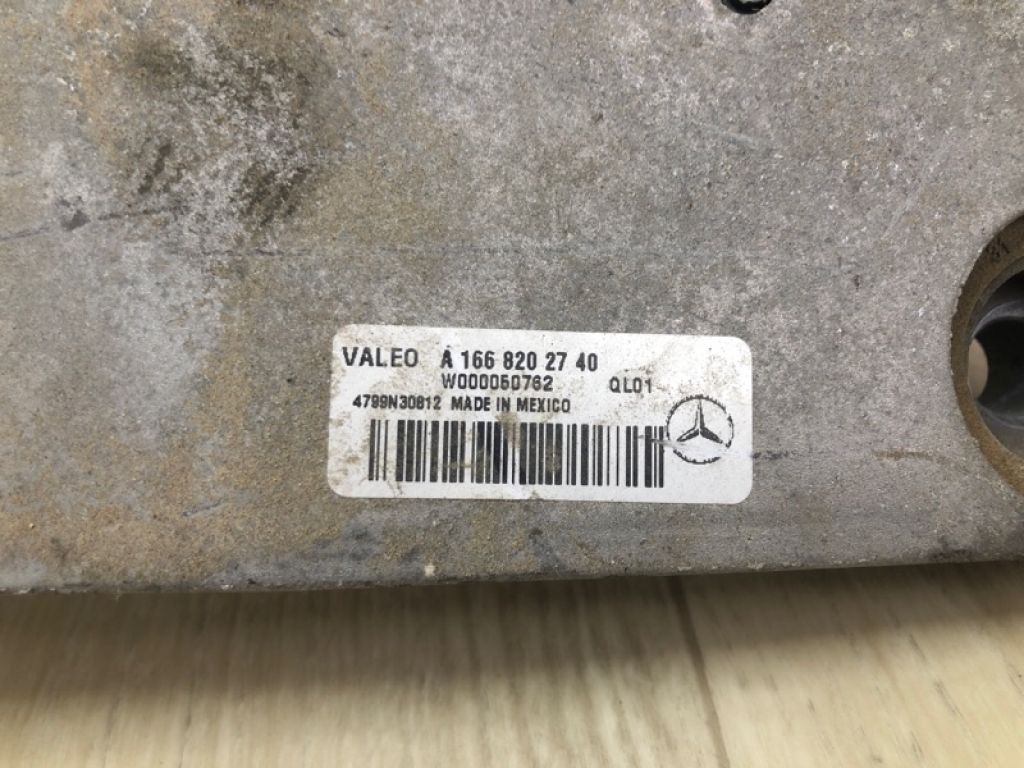 VALEO A 166 820 27 40
W000050762 QL01
4799N30812 MADE IN MEXICO